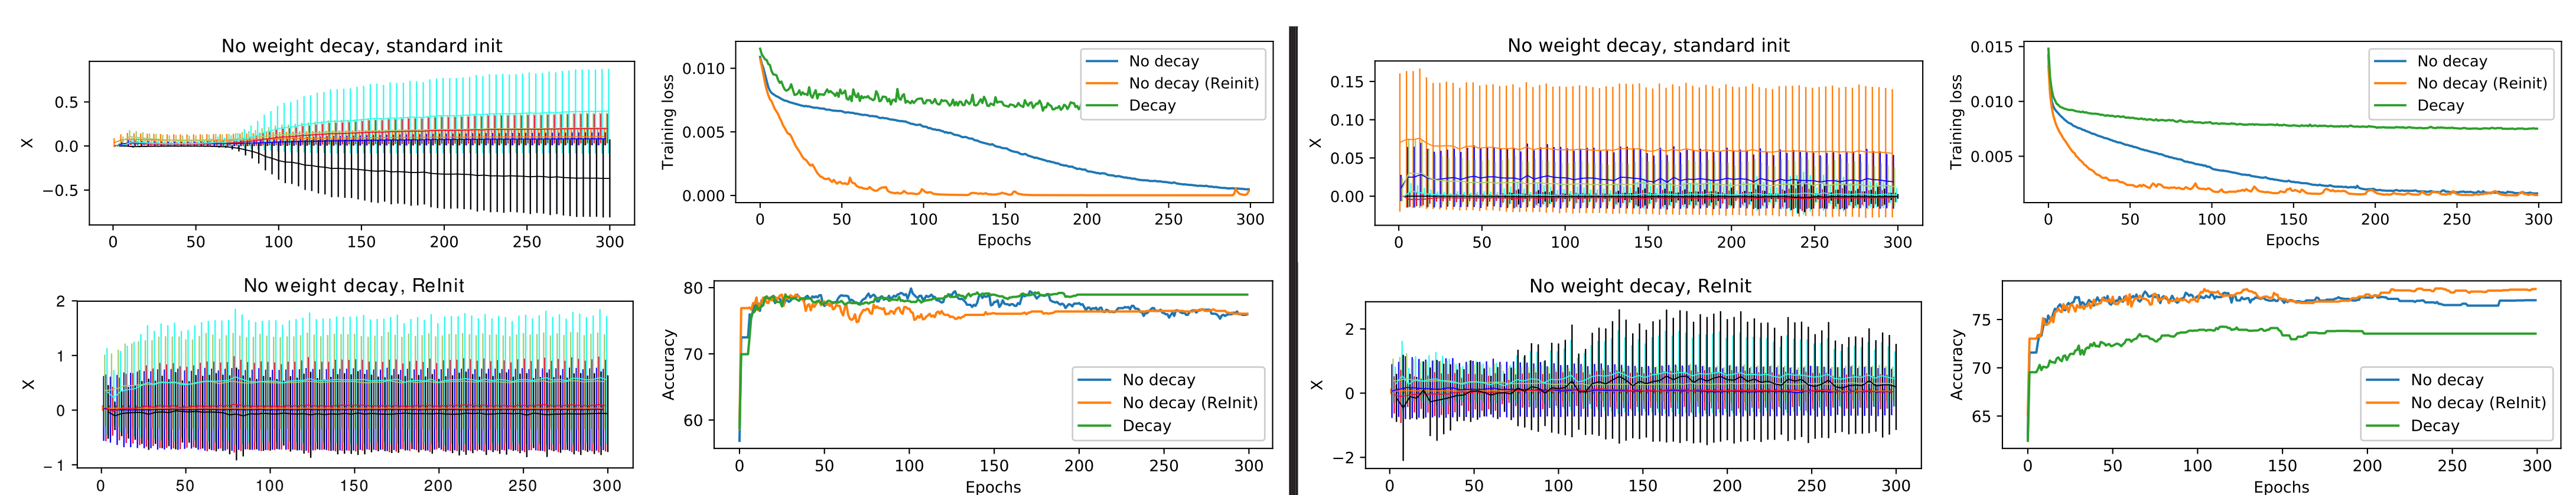 No weight decay, standard init
0.5
0.0
−0.5
X
0
50
100
150
200
250
300
0.010
0.005
0.000
Training loss
No decay
No decay (Reinit)
Decay
0
50
100
150
200
250
300
Epochs
No weight decay, ReInit
2
1
0
−1
X
0
50
100
150
200
250
300
80
70
60
Accuracy
No decay
No decay (ReInit)
Decay
0
50
100
150
200
250
300
Epochs
No weight decay, standard init
0.15
0.10
0.05
0.00
X
0
50
100
150
200
250
300
0.015
0.010
0.005
Training loss
No decay
No decay (ReInit)
Decay
0
50
100
150
200
250
300
Epochs
No weight decay, ReInit
2
0
−2
X
0
50
100
150
200
250
300
75
70
65
Accuracy
No decay
No decay (ReInit)
Decay
0
50
100
150
200
250
300
Epochs